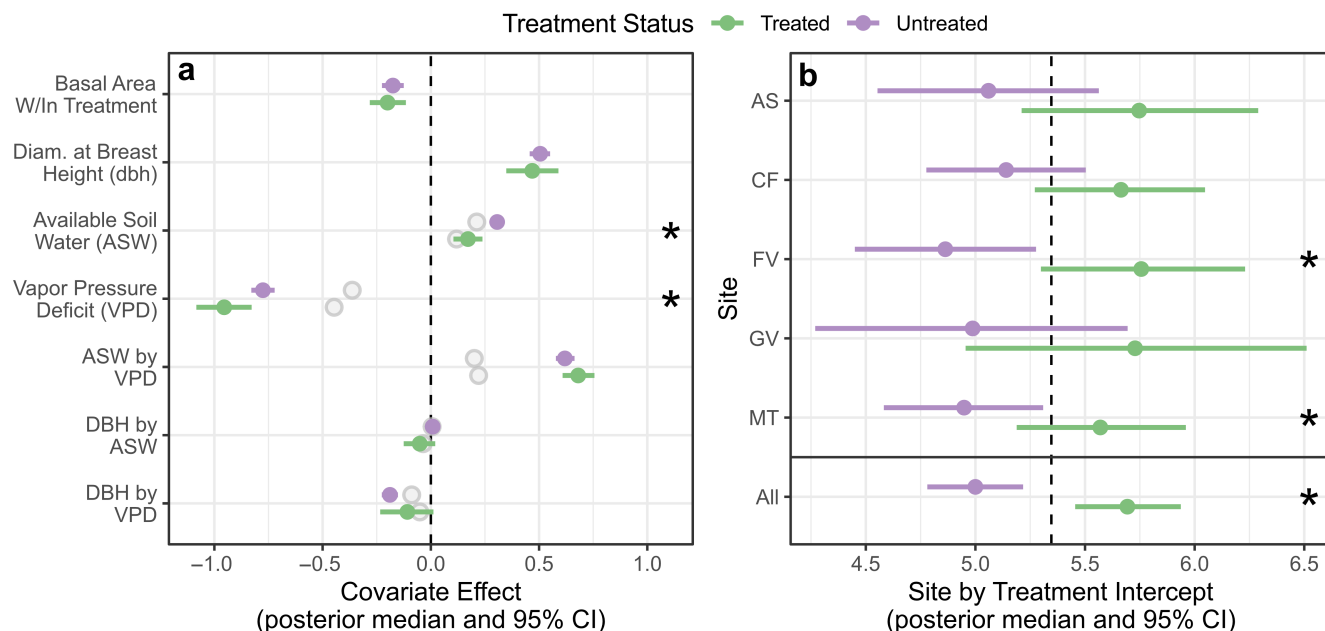 Treatment Status Treated Untreated
a
Basal Area
W/In Treatment
Diam. at Breast
Height (dbh)
Available Soil
Water (ASW)
*
Vapor Pressure
Deficit (VPD)
*
ASW by
VPD
DBH by
ASW
DBH by
VPD
−1.0 −0.5 0.0 0.5 1.0
Covariate Effect
(posterior median and 95% CI)
b
Site
AS
CF
FV *
GV
MT *
All *
4.5 5.0 5.5 6.0 6.5
Site by Treatment Intercept
(posterior median and 95% CI)